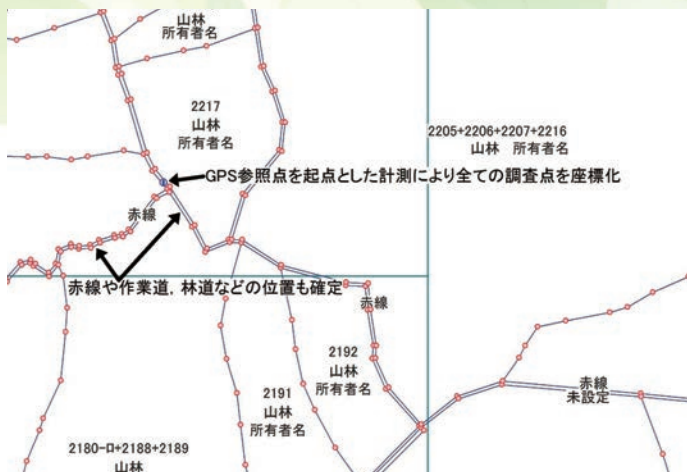 山林
所有者名
2217
山林
所有者名
2205+2206+2207+2216
山林 所有者名
GPS参照点を起点とした計測により全ての調査点を座標化
赤線
赤線や作業道，林道などの位置も確定
赤線
2192
山林
所有者名
2191
山林
所有者名
赤線
未設定
2180-ロ+2188+2189
山林